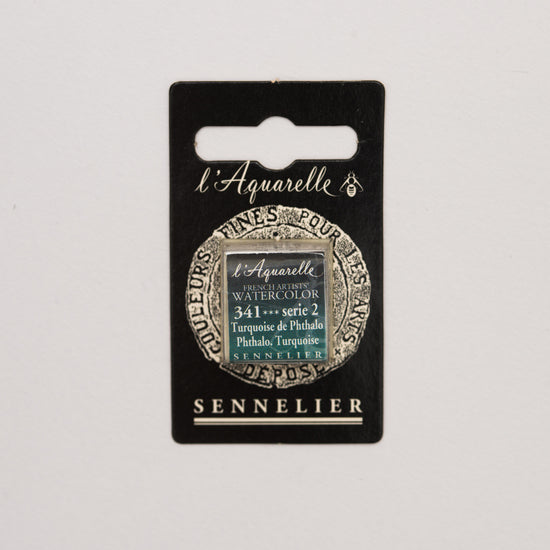 l'Aquarelle
COULEURS FINES POUR LES ARTS
l'Aquarelle
FRENCH ARTISTS'
WATERCOLOR
341 *** serie 2
Turquoise de Phthalo
Phthalo. Turquoise
SENNELIER
DÉPOSÉ
SENNELIER